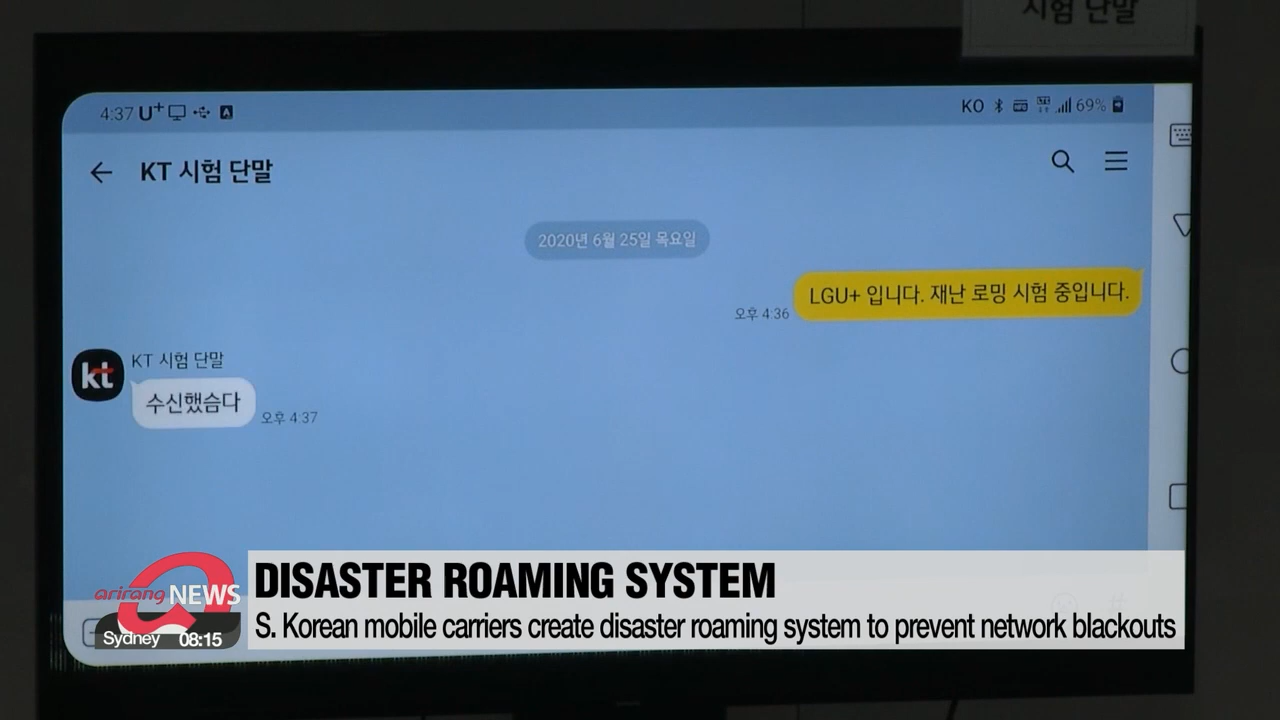 시험 단말
4:37 U+
KO 69%
KT 시험 단말
2020년 6월 25일 목요일
LGU+ 입니다. 재난 로밍 시험 중입니다.
오후 4:36
kt
KT 시험 단말
수신했슴다
오후 4:37
arirang NEWS
Sydney 08:15
DISASTER ROAMING SYSTEM
S. Korean mobile carriers create disaster roaming system to prevent network blackouts